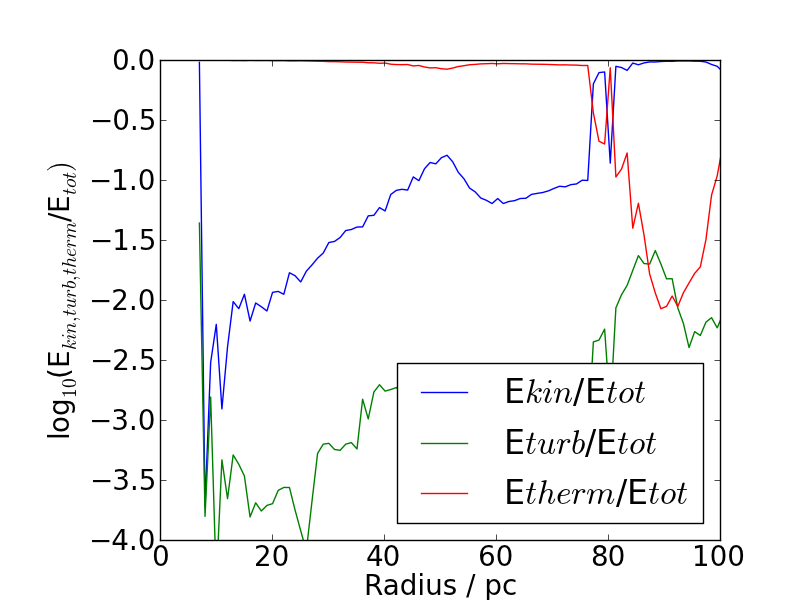 log10(Ekin,turb,therm/Etot)
0.0
−0.5
−1.0
−1.5
−2.0
−2.5
−3.0
−3.5
−4.0
Ekin/Etot
Eturb/Etot
Etherm/Etot
0 20 40 60 80 100
Radius / pc